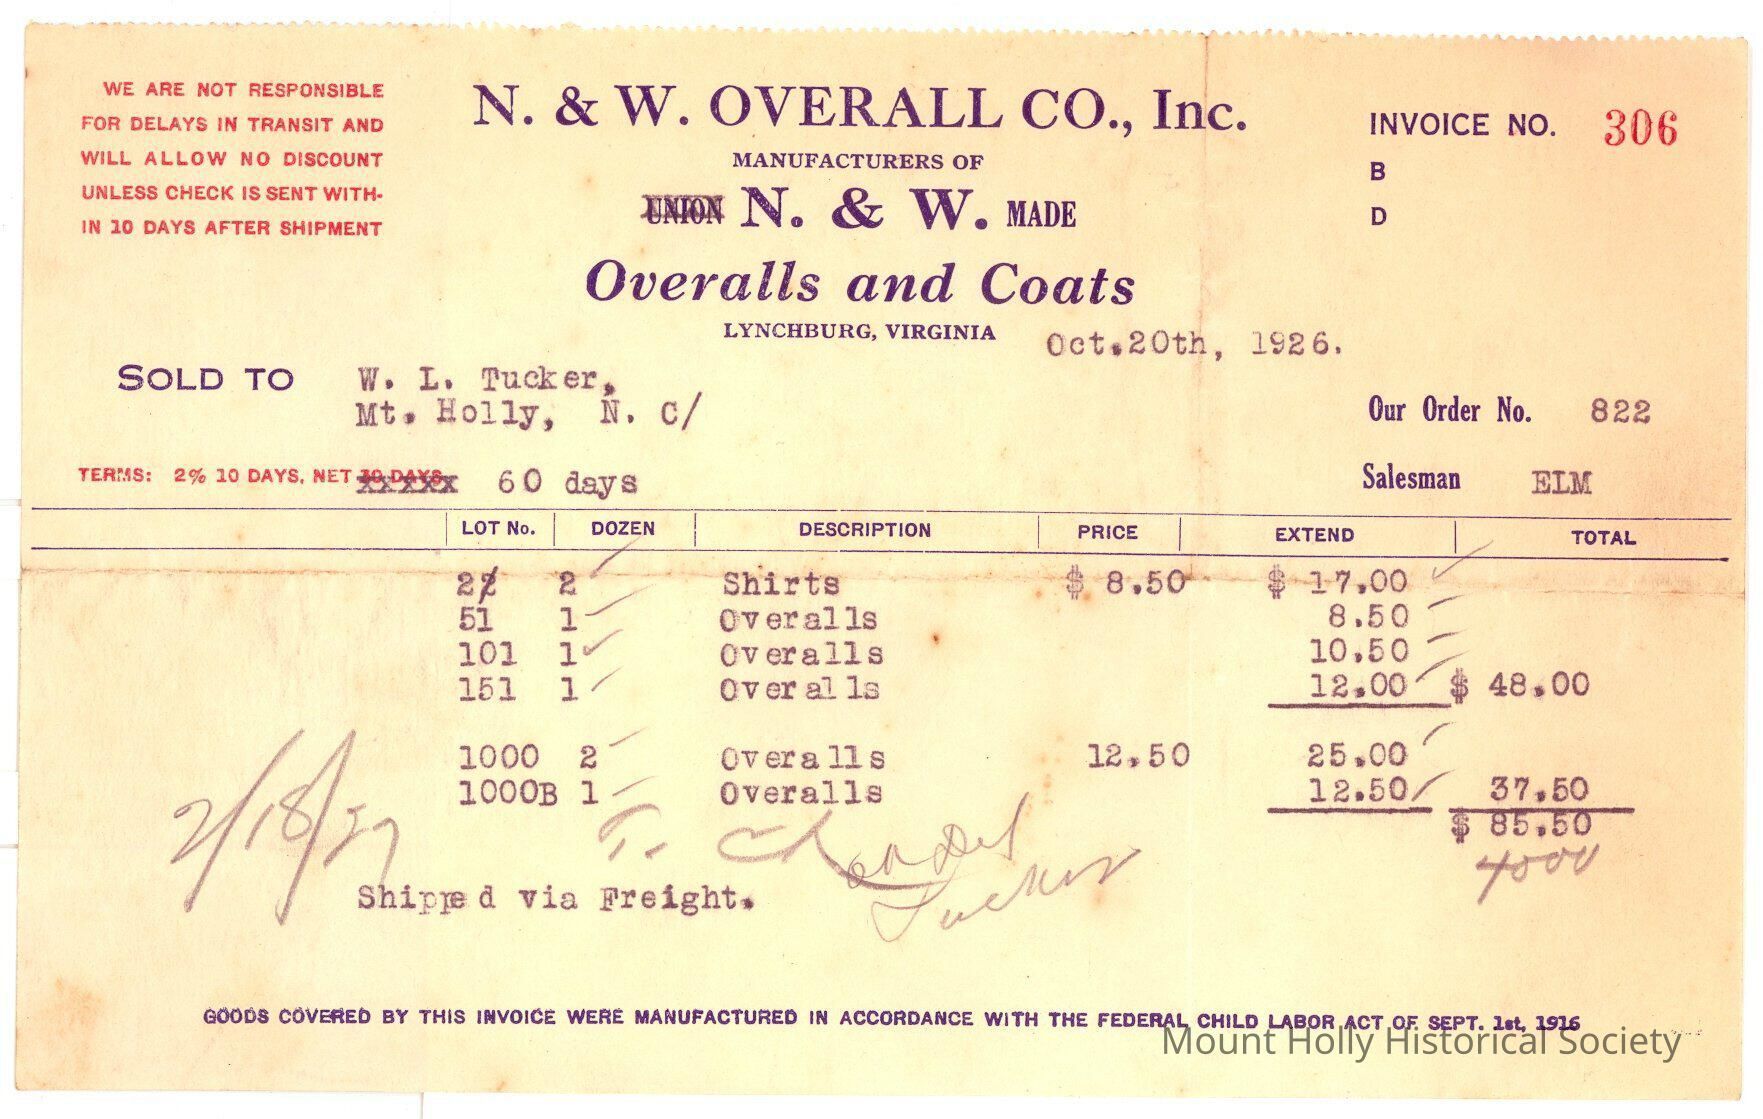 WE ARE NOT RESPONSIBLE
FOR DELAYS IN TRANSIT AND
WILL ALLOW NO DISCOUNT
UNLESS CHECK IS SENT WITH-
IN 10 DAYS AFTER SHIPMENT
N. & W. OVERALL CO., Inc.
MANUFACTURERS OF
UNION N. & W. MADE
Overalls and Coats
LYNCHBURG, VIRGINIA
INVOICE NO. 306
B
D
Oct.20th, 1926.
SOLD TO W. L. Tucker,
Mt. Holly, N. C/
Our Order No. 822
TERMS: 2% 10 DAYS, NET 30 DAYS. 60 days
Salesman ELM
LOT No. DOZEN DESCRIPTION PRICE EXTEND TOTAL
22 2 Shirts $ 8.50 $ 17.00
51 1 Overalls 8.50
101 1 Overalls 10.50
151 1 Overalls 12.00 $ 48.00
1000 2 Overalls 12.50 25.00
1000B 1 Overalls 12.50 37.50
$ 85.50
4000
2/18/27
Tucker
Shipped via Freight.
GOODS COVERED BY THIS INVOICE WERE MANUFACTURED IN ACCORDANCE WITH THE FEDERAL CHILD LABOR ACT OF SEPT. 1st, 1916
Mount Holly Historical Society